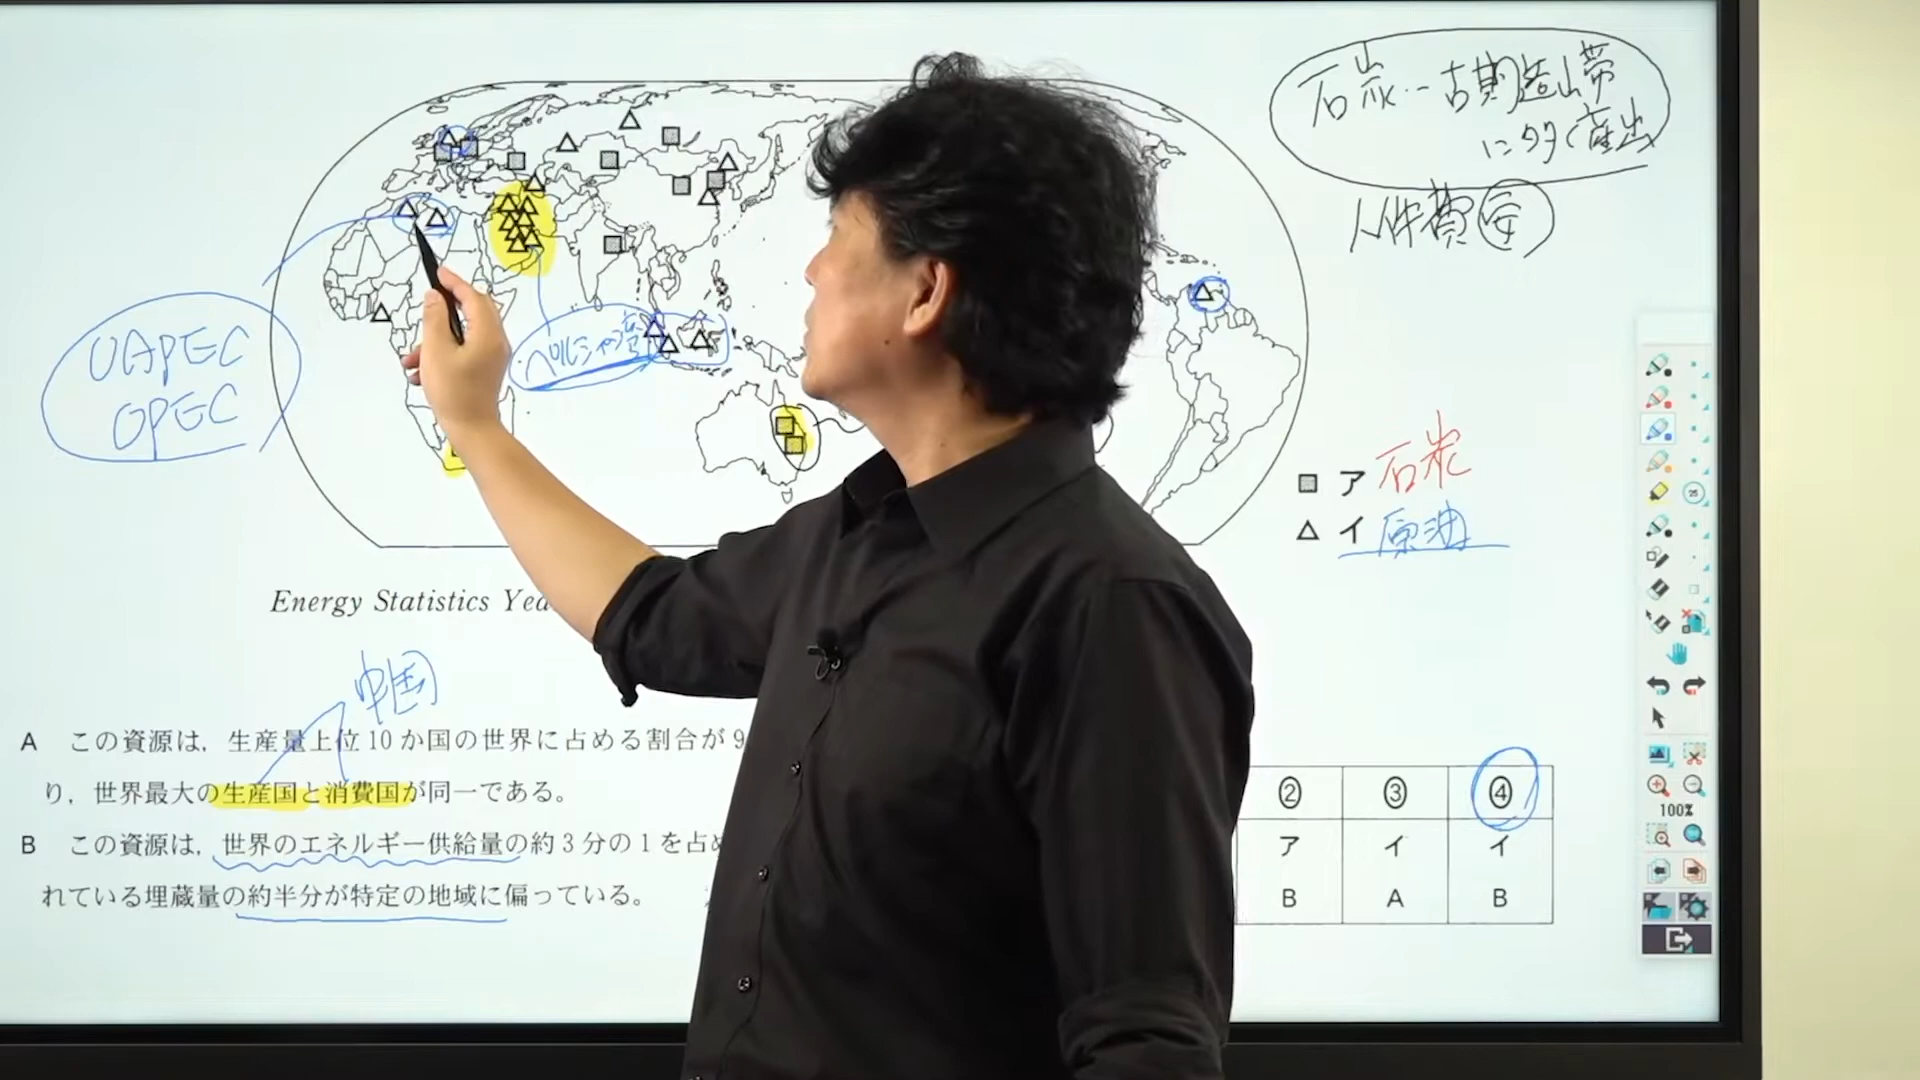 石炭…古期造山帯
に多く産出
人件費安
OAPEC
OPEC
ペルシャ湾
ア 石炭
イ 原油
Energy Statistics Yea
中国
A この資源は，生産量上位10か国の世界に占める割合が9
り，世界最大の生産国と消費国が同一である。
B この資源は，世界のエネルギー供給量の約3分の1を占め
れている埋蔵量の約半分が特定の地域に偏っている。
② ③ ④
ア イ イ
B A B
25
100%